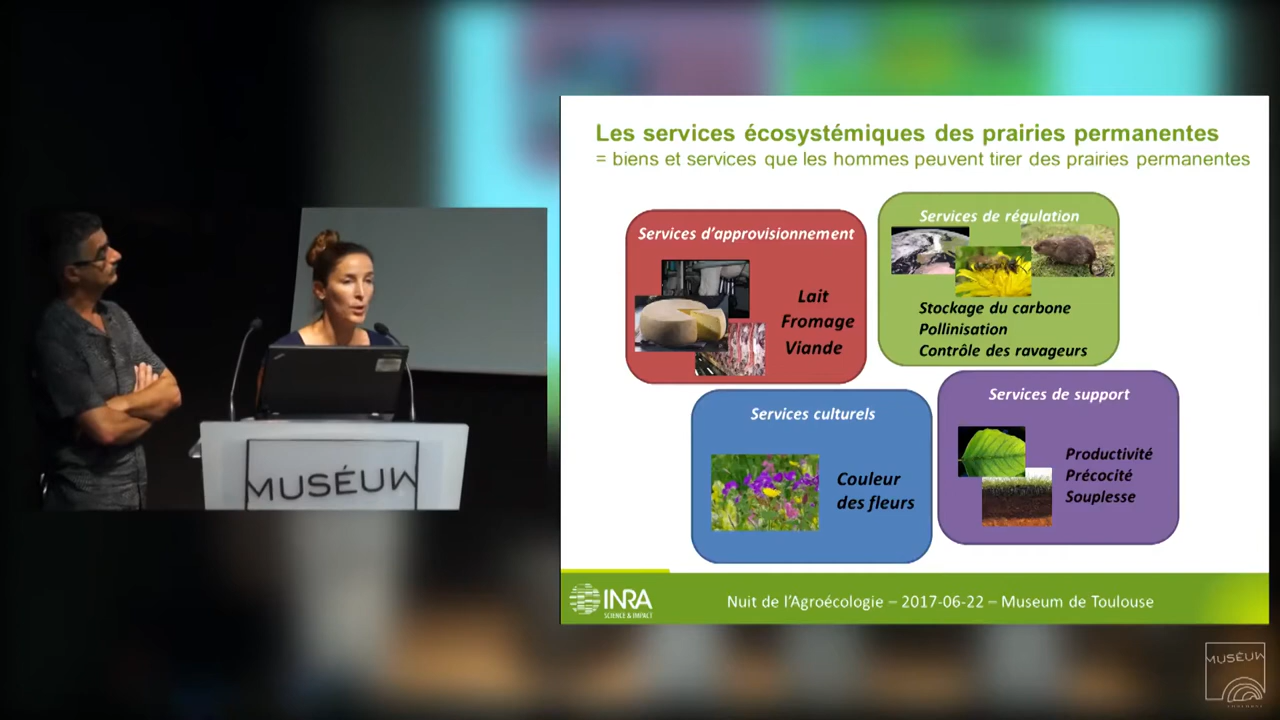 Les services écosystémiques des prairies permanentes
= biens et services que les hommes peuvent tirer des prairies permanentes
Services d'approvisionnement
Lait
Fromage
Viande
Services de régulation
Stockage du carbone
Pollinisation
Contrôle des ravageurs
Services culturels
Couleur
des fleurs
Services de support
Productivité
Précocité
Souplesse
INRA
SCIENCE & IMPACT
Nuit de l'Agroécologie – 2017-06-22 – Museum de Toulouse
MUSÉUM
MUSÉUM
TOULOUSE